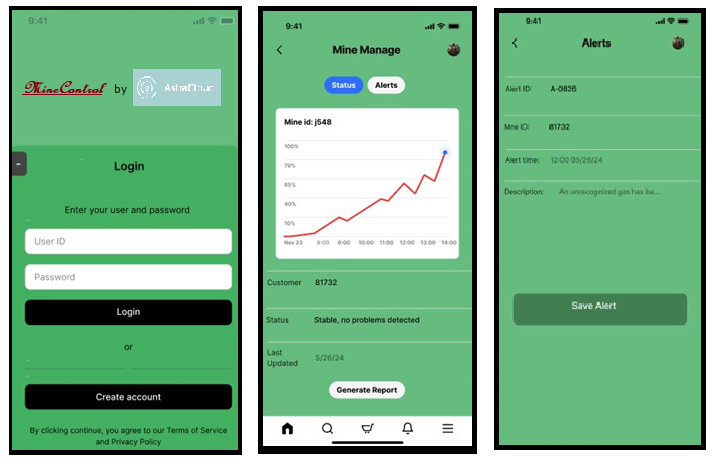 9:41
MineControl by AstraCloud
Login
Enter your user and password
User ID
Password
Login
or
Create account
By clicking continue, you agree to our Terms of Service
and Privacy Policy
9:41
Mine Manage
Status Alerts
Mine id: j548
100%
79%
65%
40%
10%
Nov 23 8:00 9:00 10:00 11:00 12:00 13:00 14:00
Customer 81732
Status Stable, no problems detected
Last
Updated 5/26/24
Generate Report
9:41
Alerts
Alert ID: A-0826
Mne ID: 81732
Alert time: 12:00 05/26/24
Description: An unrecognized gas has be...
Save Alert